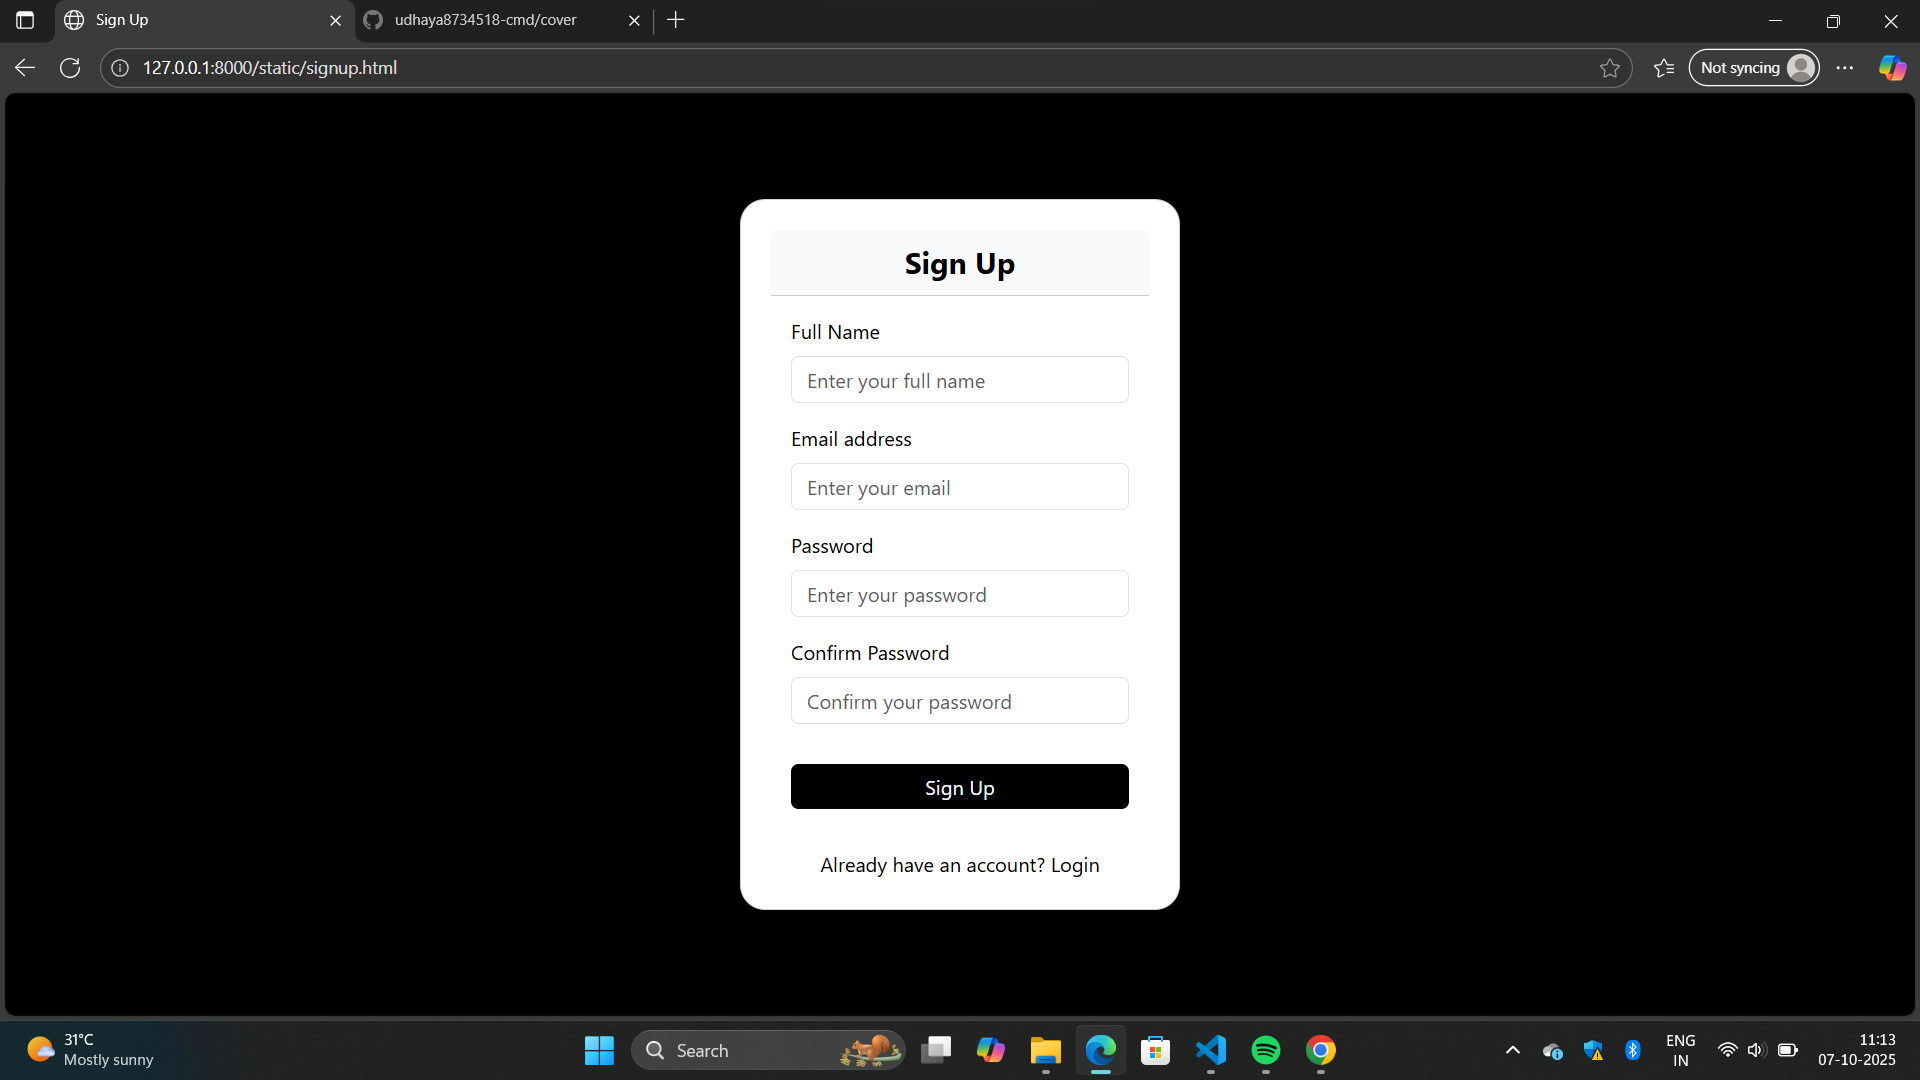 Sign Up
udhaya8734518-cmd/cover
127.0.0.1:8000/static/signup.html
Not syncing
Sign Up
Full Name
Enter your full name
Email address
Enter your email
Password
Enter your password
Confirm Password
Confirm your password
Sign Up
Already have an account? Login
31°C
Mostly sunny
Search
ENG
IN
11:13
07-10-2025